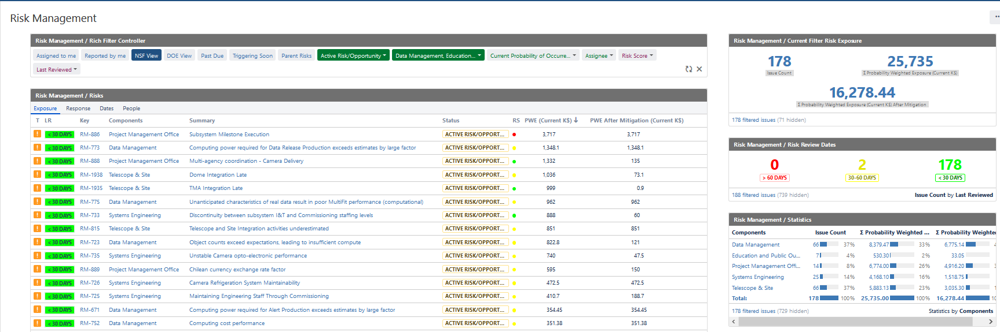 Risk Management
Risk Management / Rich Filter Controller
Assigned to me Reported by me NSF View DOE View Past Due Triggering Soon Parent Risks Active Risk/Opportunity Data Management, Education... Current Probability of Occurre... Assignee Risk Score
Last Reviewed
Risk Management / Risks
Exposure Response Dates People
T LR Key Components Summary Status RS PWE (Current K$) PWE After Mitigation (Current K$)
< 30 DAYS RM-886 Project Management Office Subsystem Milestone Execution ACTIVE RISK/OPPORT... 3,717 3,717
< 30 DAYS RM-773 Data Management Computing power required for Data Release Production exceeds estimates by large factor ACTIVE RISK/OPPORT... 1,348.1 1,348.1
< 30 DAYS RM-888 Project Management Office Multi-agency coordination - Camera Delivery ACTIVE RISK/OPPORT... 1,332 135
< 30 DAYS RM-1938 Telescope & Site Dome Integration Late ACTIVE RISK/OPPORT... 1,036 73.1
< 30 DAYS RM-1935 Telescope & Site TMA Integration Late ACTIVE RISK/OPPORT... 999 0.9
< 30 DAYS RM-775 Data Management Unanticipated characteristics of real data result in poor MultiFit performance (computational) ACTIVE RISK/OPPORT... 962 962
< 30 DAYS RM-733 Systems Engineering Discontinuity between subsystem I&T and Commissioning staffing levels ACTIVE RISK/OPPORT... 888 60
< 30 DAYS RM-815 Telescope & Site Telescope and Site Integration activities underestimated ACTIVE RISK/OPPORT... 851 851
< 30 DAYS RM-723 Data Management Object counts exceed expectations, leading to insufficient compute ACTIVE RISK/OPPORT... 822.8 121
< 30 DAYS RM-735 Systems Engineering Unstable Camera opto-electronic performance ACTIVE RISK/OPPORT... 740 47.5
< 30 DAYS RM-889 Project Management Office Chilean currency exchange rate factor ACTIVE RISK/OPPORT... 595 150
< 30 DAYS RM-726 Systems Engineering Camera Refrigeration System Maintainability ACTIVE RISK/OPPORT... 472.5 472.5
< 30 DAYS RM-725 Systems Engineering Maintaining Engineering Staff Through Commissioning ACTIVE RISK/OPPORT... 410.7 188.7
< 30 DAYS RM-671 Data Management Computing power required for Alert Production exceeds estimates by large factor ACTIVE RISK/OPPORT... 354.45 354.45
< 30 DAYS RM-752 Data Management Computing cost performance ACTIVE RISK/OPPORT... 351.38 351.38
Risk Management / Current Filter Risk Exposure
178 25,735
Issue Count Σ Probability Weighted Exposure (Current K$)
16,278.44
Σ Probability Weighted Exposure (Current K$) After Mitigation
178 filtered issues (71 hidden)
Risk Management / Risk Review Dates
0 2 178
> 60 DAYS 30-60 DAYS < 30 DAYS
188 filtered issues (739 hidden) Issue Count by Last Reviewed
Risk Management / Statistics
Components Issue Count Σ Probability Weighted ... Σ Probability Weighted
Data Management 66 37% 8,379.47 33% 6,775.14
Education and Public Ou... 7 4% 530.30 2% 33.05
Project Management Offi... 14 8% 6,774.00 26% 4,916.20
Systems Engineering 25 14% 4,168.10 16% 1,518.75
Telescope & Site 66 37% 5,883.13 23% 3,035.30
Total: 178 100% 25,735.00 100% 16,278.44
178 filtered issues (729 hidden) Statistics by Components